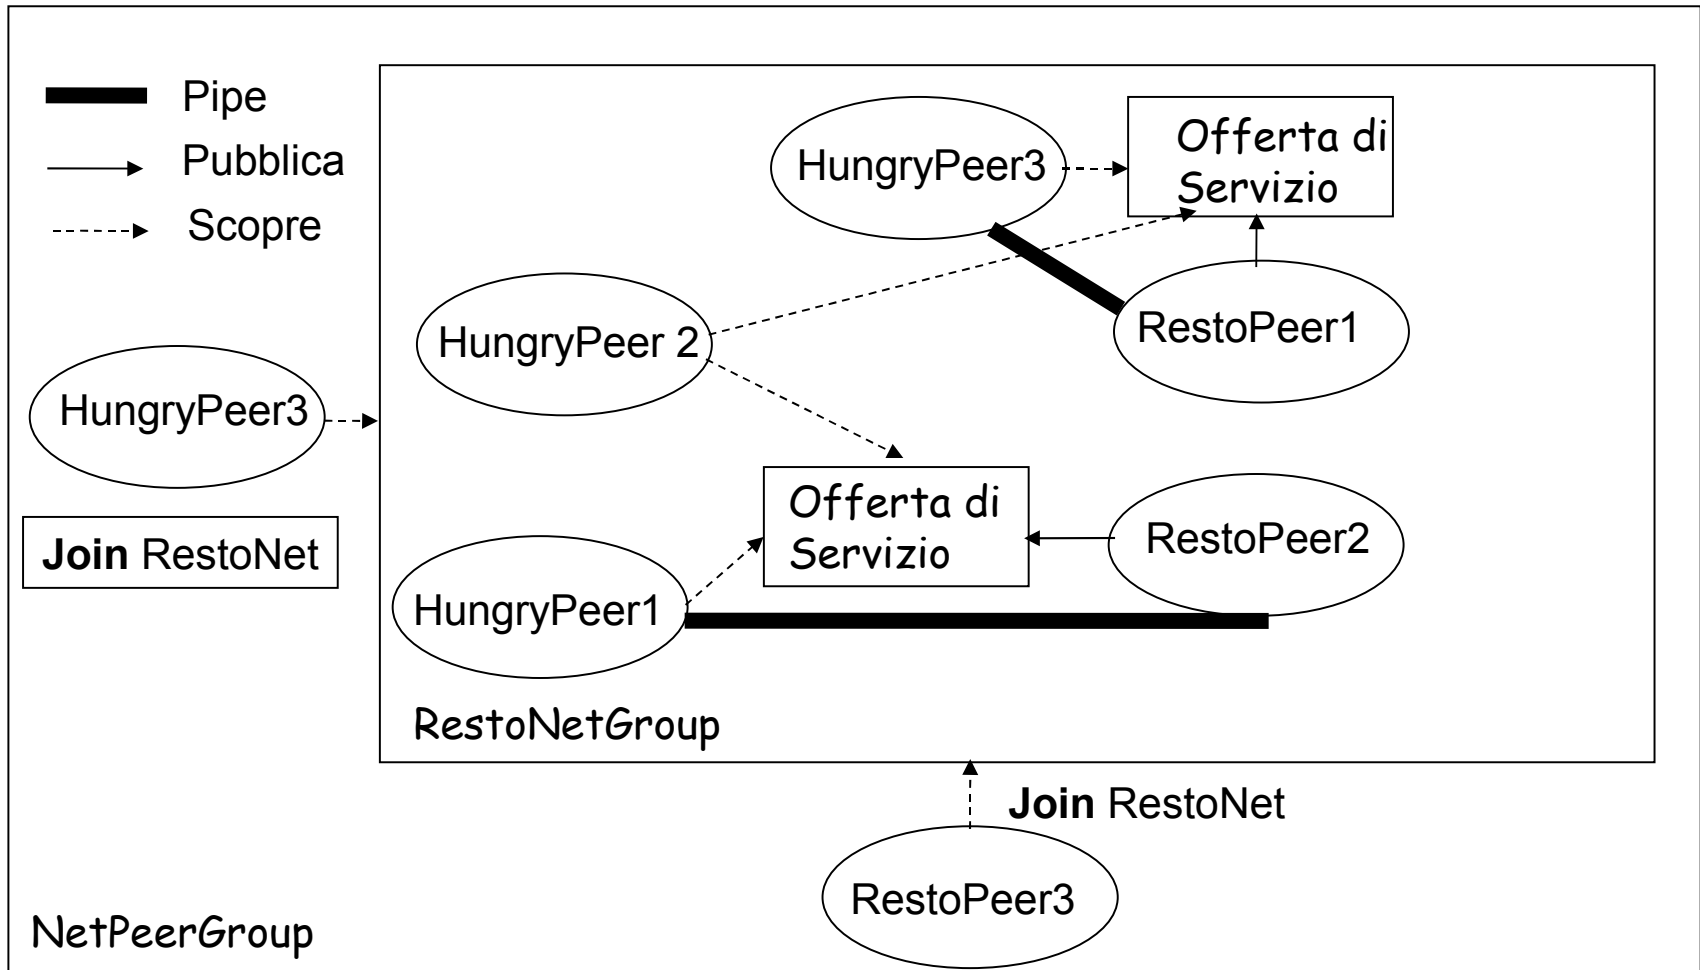 Pipe
Pubblica
Scopre
HungryPeer3
Offerta di
Servizio
RestoPeer1
HungryPeer 2
HungryPeer3
Join RestoNet
Offerta di
Servizio
RestoPeer2
HungryPeer1
RestoNetGroup
Join RestoNet
RestoPeer3
NetPeerGroup